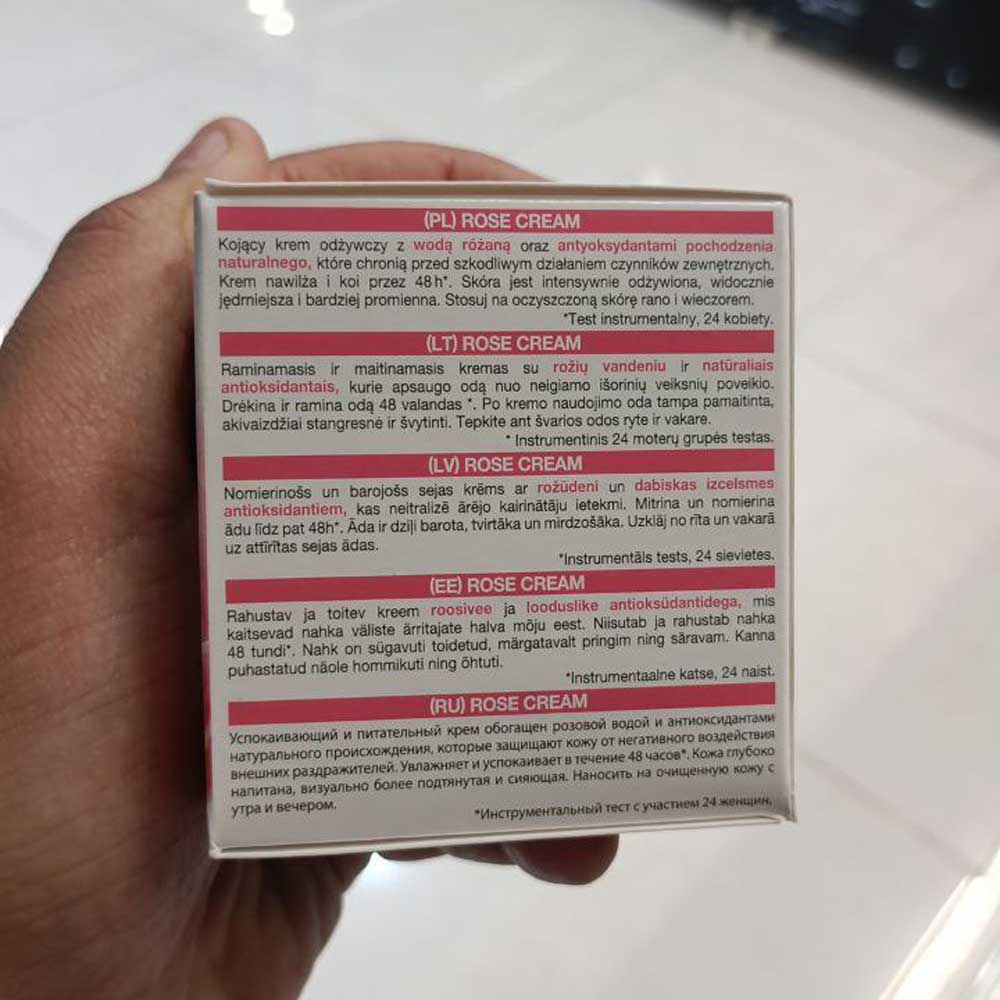 (PL) ROSE CREAM
Kojący krem odżywczy z wodą różaną oraz antyoksydantami pochodzenia
naturalnego, które chronią przed szkodliwym działaniem czynników zewnętrznych.
Krem nawilża i koi przez 48h*. Skóra jest intensywnie odżywiona, widocznie
jędrniejsza i bardziej promienna. Stosuj na oczyszczoną skórę rano i wieczorem.
*Test instrumentalny, 24 kobiety.
(LT) ROSE CREAM
Raminamasis ir maitinamasis kremas su rožių vandeniu ir natūraliais
antioksidantais, kurie apsaugo odą nuo neigiamo išorinių veiksnių poveikio.
Drėkina ir ramina odą 48 valandas *. Po kremo naudojimo oda tampa pamaitinta,
akivaizdžiai stangresnė ir švytinti. Tepkite ant švarios odos ryte ir vakare.
* Instrumentinis 24 moterų grupės testas.
(LV) ROSE CREAM
Nomierinošs un barojošs sejas krēms ar rožūdeni un dabiskas izcelsmes
antioksidantiem, kas neitralizē ārējo kairinātāju ietekmi. Mitrina un nomierina
ādu līdz pat 48h*. Āda ir dziļi barota, tvirtāka un mirdzošāka. Uzklāj no rīta un vakarā
uz attīrītas sejas ādas.
*Instrumentāls tests, 24 sievietes.
(EE) ROSE CREAM
Rahustav ja toitev kreem roosivee ja looduslike antioksüdantidega, mis
kaitsevad nahka väliste ärritajate halva mõju eest. Niisutab ja rahustab nahka
48 tundi*. Nahk on sügavuti toidetud, märgatavalt pringim ning säravam. Kanna
puhastatud näole hommikuti ning õhtuti.
*Instrumentaalne katse, 24 naist.
(RU) ROSE CREAM
Успокаивающий и питательный крем обогащен розовой водой и антиоксидантами
натурального происхождения, которые защищают кожу от негативного воздействия
внешних раздражителей. Увлажняет и успокаивает в течение 48 часов*. Кожа глубоко
напитана, визуально более подтянутая и сияющая. Наносить на очищенную кожу с
утра и вечером.
*Инструментальный тест с участием 24 женщин.